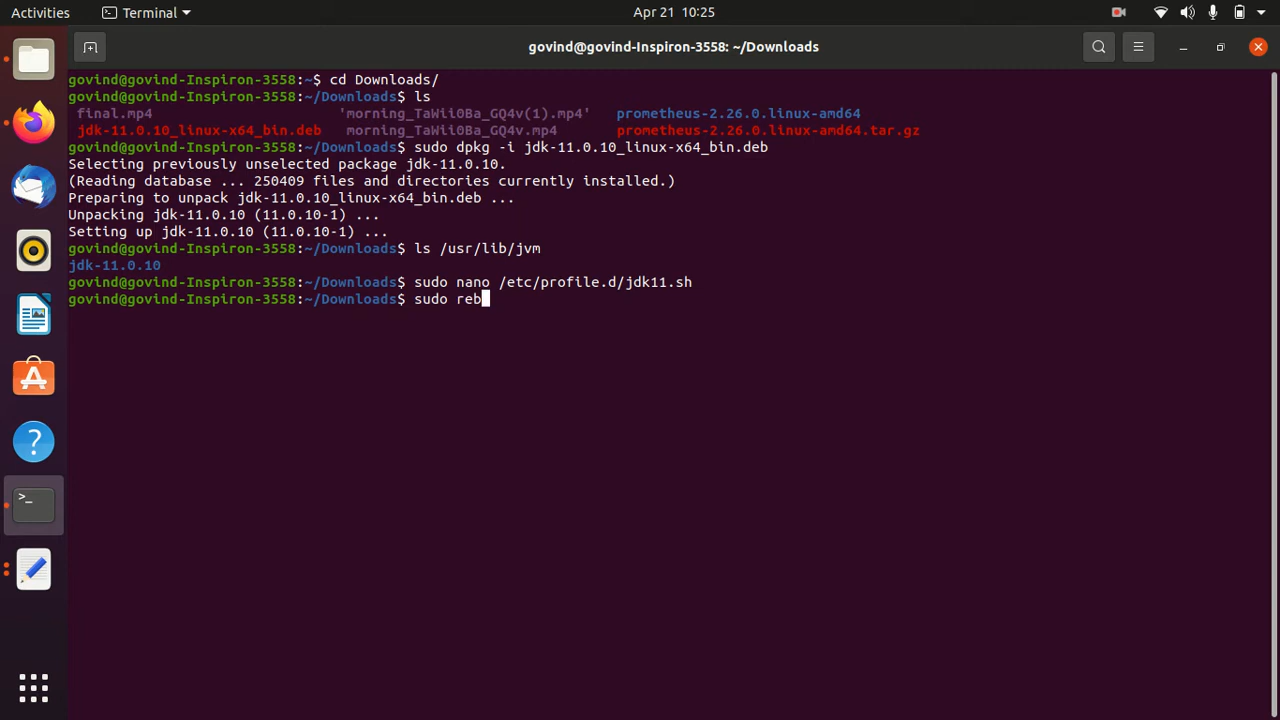 Activities Terminal Apr 21 10:25
govind@govind-Inspiron-3558: ~/Downloads
govind@govind-Inspiron-3558:~$ cd Downloads/
govind@govind-Inspiron-3558:~/Downloads$ ls
final.mp4 'morning_TaWii0Ba_GQ4v(1).mp4' prometheus-2.26.0.linux-amd64
jdk-11.0.10_linux-x64_bin.deb morning_TaWii0Ba_GQ4v.mp4 prometheus-2.26.0.linux-amd64.tar.gz
govind@govind-Inspiron-3558:~/Downloads$ sudo dpkg -i jdk-11.0.10_linux-x64_bin.deb
Selecting previously unselected package jdk-11.0.10.
(Reading database ... 250409 files and directories currently installed.)
Preparing to unpack jdk-11.0.10_linux-x64_bin.deb ...
Unpacking jdk-11.0.10 (11.0.10-1) ...
Setting up jdk-11.0.10 (11.0.10-1) ...
govind@govind-Inspiron-3558:~/Downloads$ ls /usr/lib/jvm
jdk-11.0.10
govind@govind-Inspiron-3558:~/Downloads$ sudo nano /etc/profile.d/jdk11.sh
govind@govind-Inspiron-3558:~/Downloads$ sudo reb